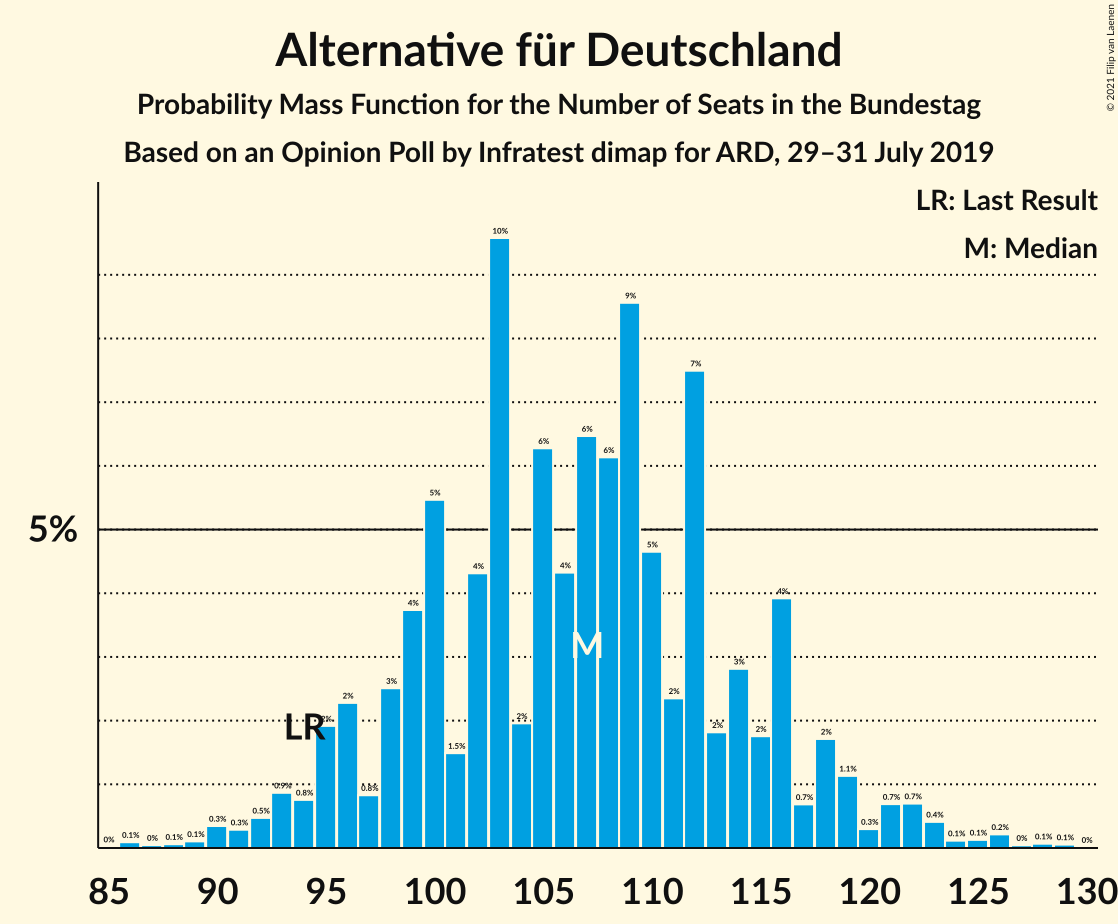 Alternative für Deutschland
Probability Mass Function for the Number of Seats in the Bundestag
Based on an Opinion Poll by Infratest dimap for ARD, 29–31 July 2019
© 2021 Filip van Laenen
LR: Last Result
M: Median
5%
0% 0.1% 0% 0.1% 0.1% 0.3% 0.3% 0.5% 0.9% 0.8% 2% 2% 0.8% 3% 4% 5% 1.5% 4% 10% 2% 6% 4% 6% 6% 9% 5% 2% 7% 2% 3% 2% 4% 0.7% 2% 1.1% 0.3% 0.7% 0.7% 0.4% 0.1% 0.1% 0.2% 0% 0.1% 0.1% 0%
M
LR
85 90 95 100 105 110 115 120 125 130